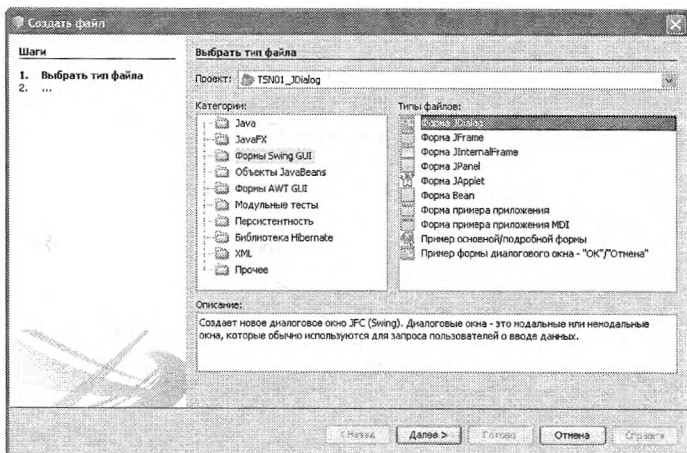 Создать файл
Шаги
1. Выбрать тип файла
2. ...
Выбрать тип файла
Проект: TSN01_JDialog
Категории:
Java
JavaFX
Формы Swing GUI
Объекты JavaBeans
Формы AWT GUI
Модульные тесты
Персистентность
Библиотека Hibernate
XML
Прочее
Типы файлов:
Форма JDialog
Форма JFrame
Форма JInternalFrame
Форма JPanel
Форма JApplet
Форма Bean
Форма примера приложения
Форма примера приложения MDI
Пример основной/подробной формы
Пример формы диалогового окна - "OK"/"Отмена"
Описание:
Создает новое диалоговое окно JFC (Swing). Диалоговые окна - это модальные или немодальные
окна, которые обычно используются для запроса пользователей о вводе данных.
< Назад
Далее >
Готово
Отмена
Справка